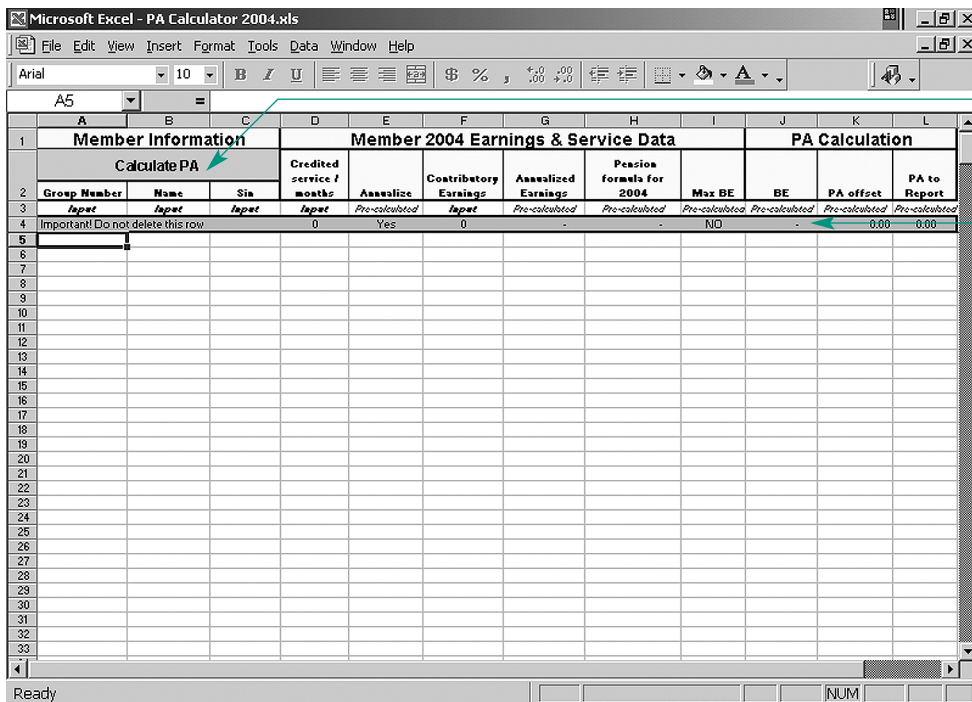 Microsoft Excel - PA Calculator 2004.xls
File Edit View Insert Format Tools Data Window Help
Arial 10 B I U $ % , .00
A5 =
A B C D E F G H I J K L
1 Member Information Member 2004 Earnings & Service Data PA Calculation
Calculate PA
2 Group Number Name Sin Credited service / months Annualize Contributory Earnings Annualized Earnings Pension formula for 2004 Max BE BE PA offset PA to Report
3 Input Input Input Input Pre-calculated Input Pre-calculated Pre-calculated Pre-calculated Pre-calculated Pre-calculated Pre-calculated
4 Important! Do not delete this row 0 Yes 0 - - NO - 0.00 0.00
5
6
7
8
9
10
11
12
13
14
15
16
17
18
19
20
21
22
23
24
25
26
27
28
29
30
31
32
33
Ready NUM